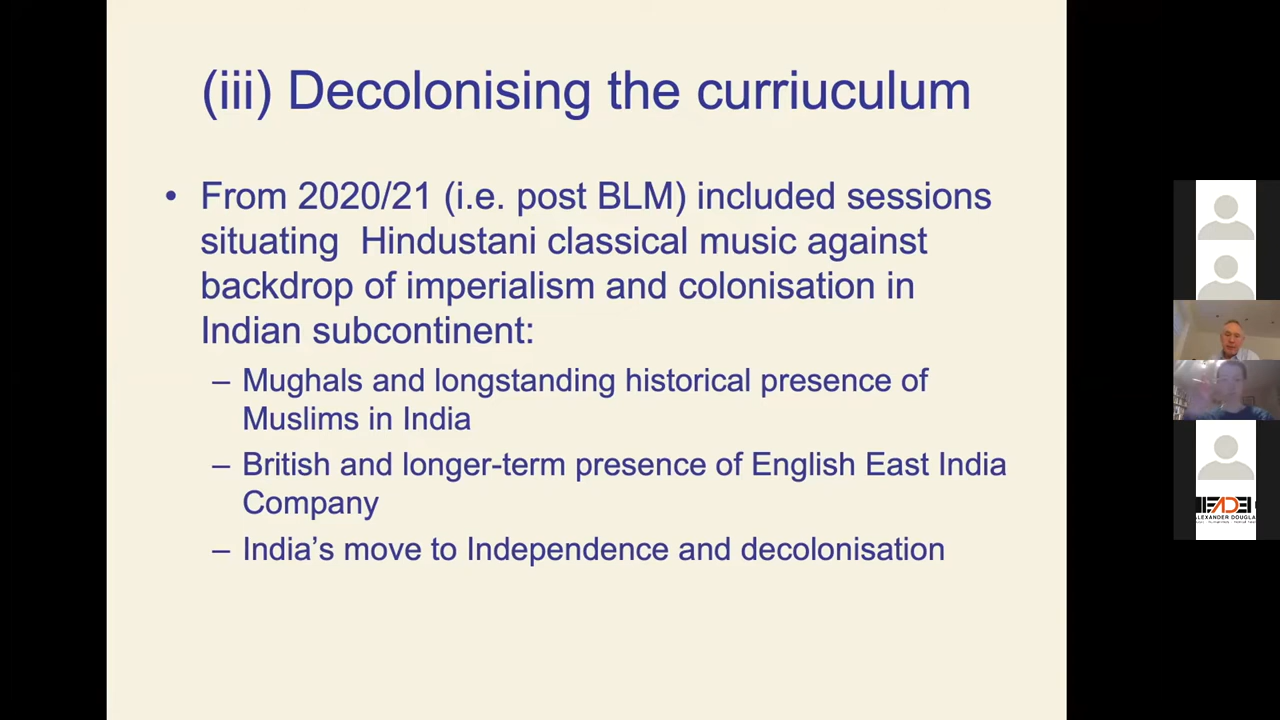 (iii) Decolonising the curriuculum
• From 2020/21 (i.e. post BLM) included sessions
situating Hindustani classical music against
backdrop of imperialism and colonisation in
Indian subcontinent:
– Mughals and longstanding historical presence of
Muslims in India
– British and longer-term presence of English East India
Company
– India’s move to Independence and decolonisation
ALEXANDER DOUGLA